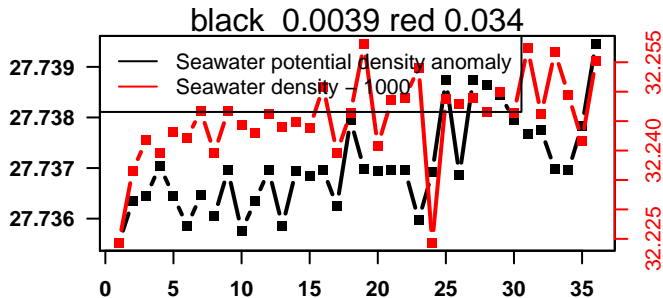 black 0.0039 red 0.034
Seawater potential density anomaly
Seawater density − 1000
27.739
27.738
27.737
27.736
32.255
32.240
32.225
0 5 10 15 20 25 30 35